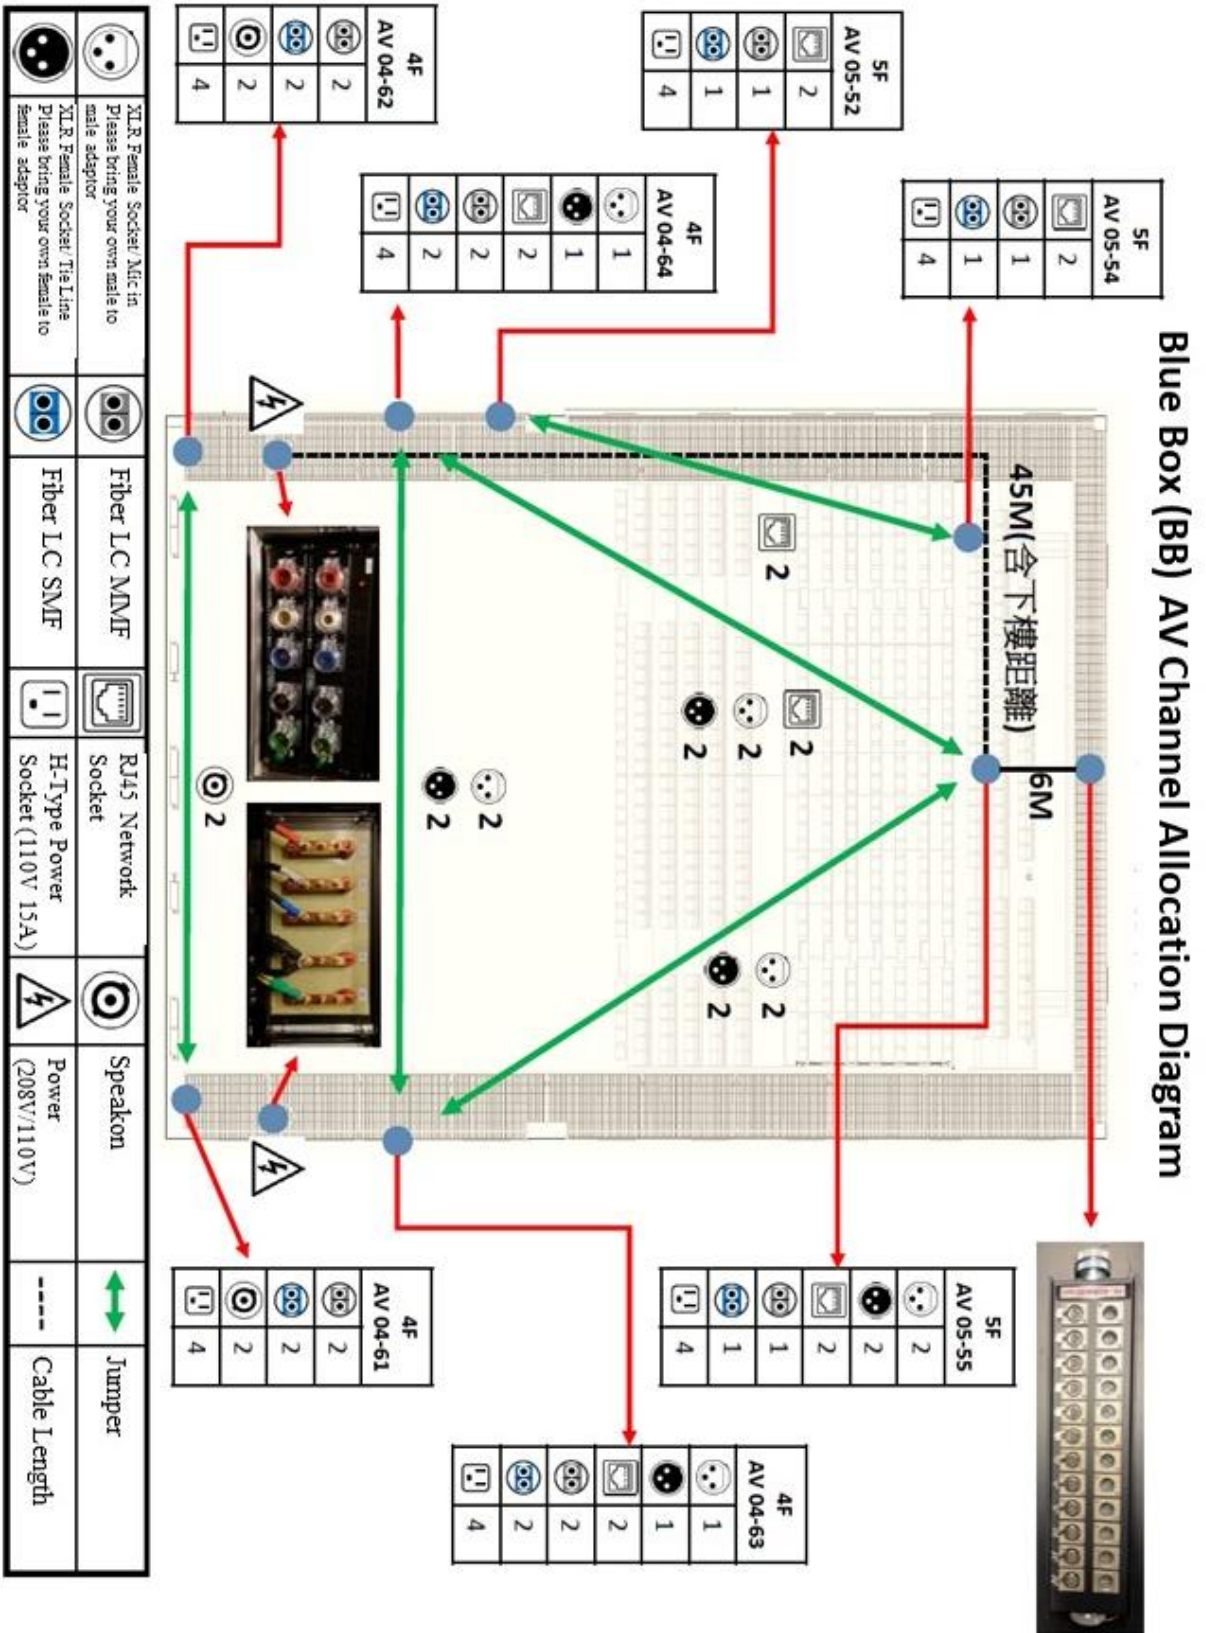 Blue Box (BB) AV Channel Allocation Diagram
5F
AV 05-54
2
1
1
4
5F
AV 05-52
2
1
1
4
4F
AV 04-64
1
1
2
2
2
4
4F
AV 04-62
2
2
2
4
45M(含下樓距離)
6M
2
2
2
2
2
2
2
2
2
5F
AV 05-55
2
2
2
1
1
4
4F
AV 04-63
1
1
2
2
2
4
4F
AV 04-61
2
2
2
4
XLR Female Socket/ Mic in
Please bring your own male to
male adaptor
Fiber LC MMF
RJ45 Network
Socket
Speakon
Jumper
XLR Female Socket/ Tie Line
Please bring your own female to
female adaptor
Fiber LC SMF
H-Type Power
Socket (110V 15A)
Power
(208V/110V)
Cable Length